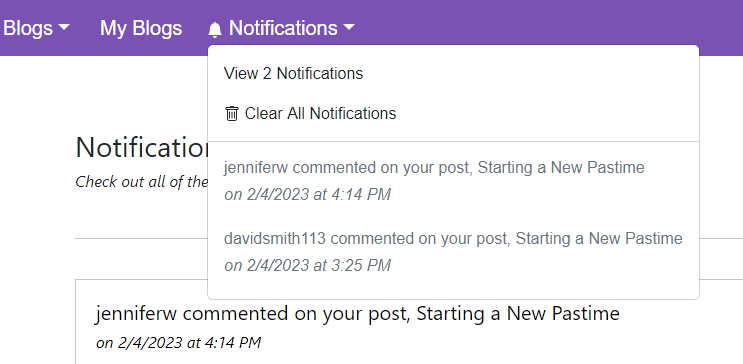 Blogs My Blogs Notifications
View 2 Notifications
Clear All Notifications
jenniferw commented on your post, Starting a New Pastime
on 2/4/2023 at 4:14 PM
davidsmith113 commented on your post, Starting a New Pastime
on 2/4/2023 at 3:25 PM
Check out all of the
jenniferw commented on your post, Starting a New Pastime
on 2/4/2023 at 4:14 PM